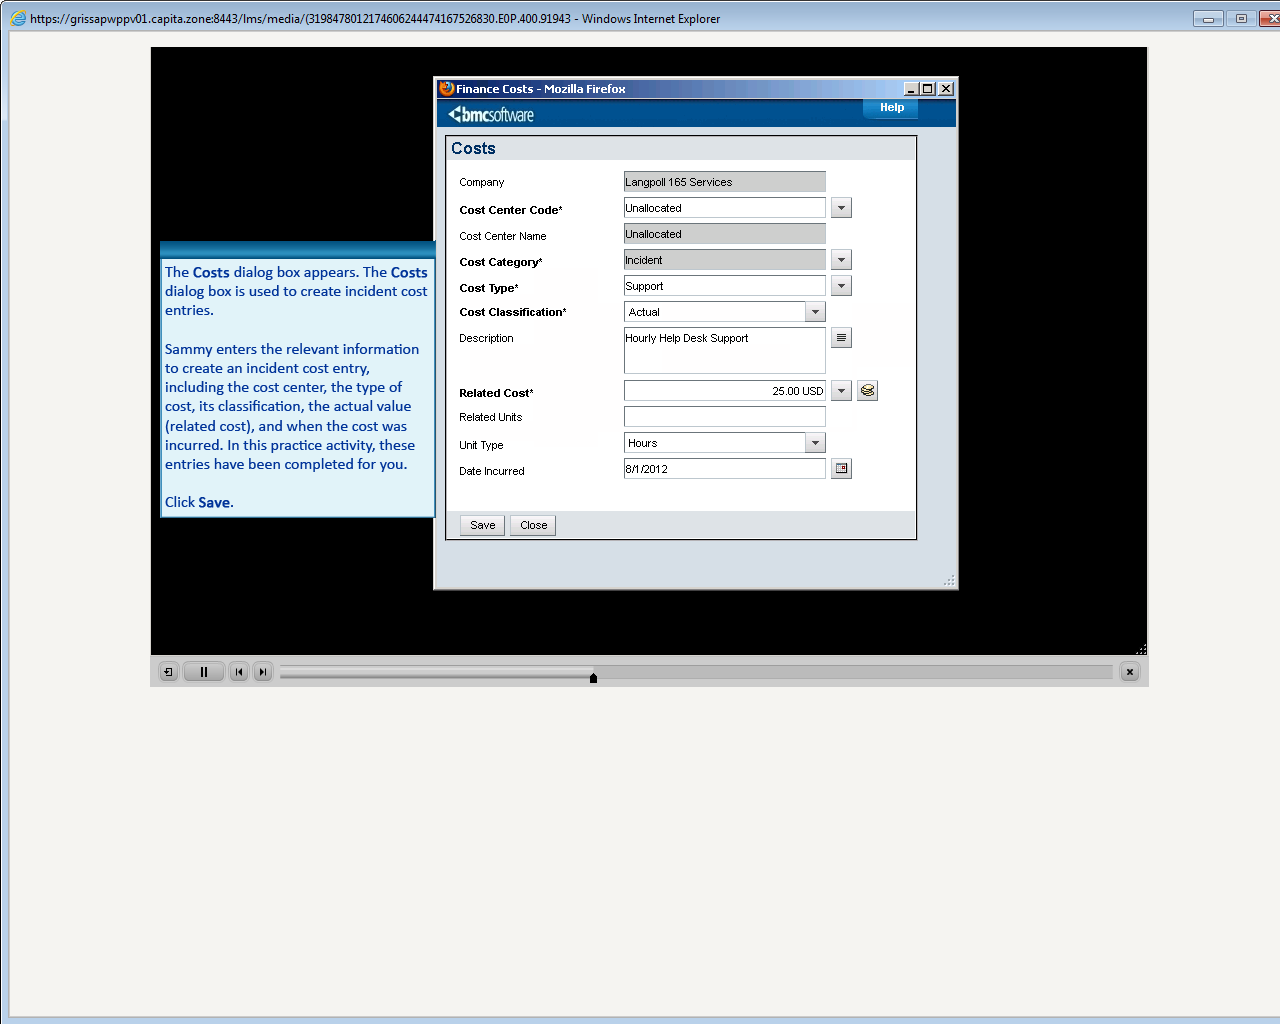 https://grissapwppv01.capita.zone:8443/lms/media/(3198478012174606244474167526830.E0P.400.91943 - Windows Internet Explorer
Finance Costs - Mozilla Firefox
bmcsoftware
Help
Costs
Company
Langpoll 165 Services
Cost Center Code*
Unallocated
Cost Center Name
Unallocated
Cost Category*
Incident
Cost Type*
Support
Cost Classification*
Actual
Description
Hourly Help Desk Support
Related Cost*
25.00 USD
Related Units
Unit Type
Hours
Date Incurred
8/1/2012
Save
Close
The Costs dialog box appears. The Costs
dialog box is used to create incident cost
entries.
Sammy enters the relevant information
to create an incident cost entry,
including the cost center, the type of
cost, its classification, the actual value
(related cost), and when the cost was
incurred. In this practice activity, these
entries have been completed for you.
Click Save.